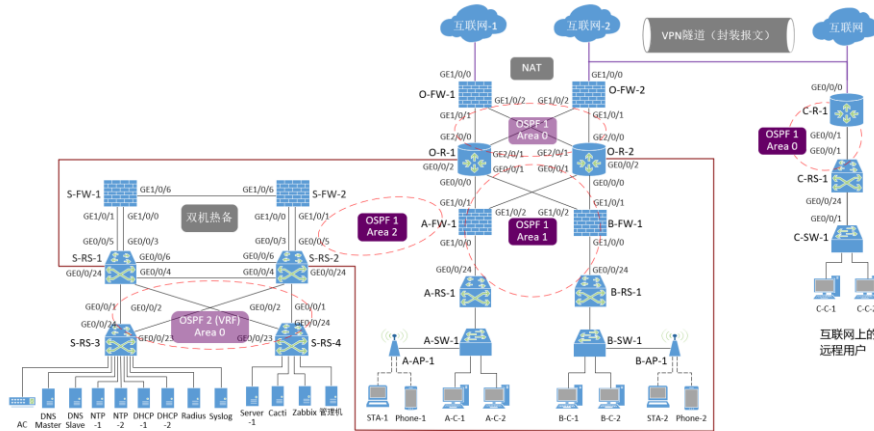 互联网-1
互联网-2
互联网
VPN隧道（封装报文）
NAT
GE1/0/0
GE1/0/0
O-FW-1
O-FW-2
GE1/0/2
GE1/0/2
GE1/0/1
GE1/0/1
OSPF 1
Area 0
GE2/0/0
GE2/0/0
O-R-1
O-R-2
GE0/0/2
GE2/0/1
GE2/0/1
GE0/0/2
GE0/0/0
GE0/0/1
GE0/0/1
GE0/0/0
GE0/0/0
C-R-1
OSPF 1
Area 0
GE0/0/1
GE0/0/1
C-RS-1
GE0/0/24
GE0/0/1
C-SW-1
C-C-1
C-C-2
互联网上的
远程用户
S-FW-1
GE1/0/6
GE1/0/6
S-FW-2
GE1/0/1
GE1/0/0
双机热备
GE1/0/0
GE1/0/1
GE0/0/5
GE0/0/3
GE0/0/3
GE0/0/5
S-RS-1
GE0/0/6
GE0/0/6
S-RS-2
GE0/0/24
GE0/0/4
GE0/0/4
GE0/0/24
OSPF 1
Area 2
OSPF 1
Area 1
A-FW-1
GE1/0/1
GE1/0/2
GE1/0/2
GE1/0/1
B-FW-1
GE1/0/0
GE1/0/0
GE0/0/24
GE0/0/24
A-RS-1
B-RS-1
GE0/0/1
GE0/0/2
GE0/0/2
GE0/0/1
OSPF 2 (VRF)
Area 0
GE0/0/24
GE0/0/24
GE0/0/23
GE0/0/23
S-RS-3
S-RS-4
A-SW-1
B-SW-1
A-AP-1
B-AP-1
AC
DNS
Master
DNS
Slave
NTP
-1
NTP
-2
DHCP
-1
DHCP
-2
Radius
Syslog
Server
-1
Cacti
Zabbix
管理机
STA-1
Phone-1
A-C-1
A-C-2
B-C-1
B-C-2
STA-2
Phone-2